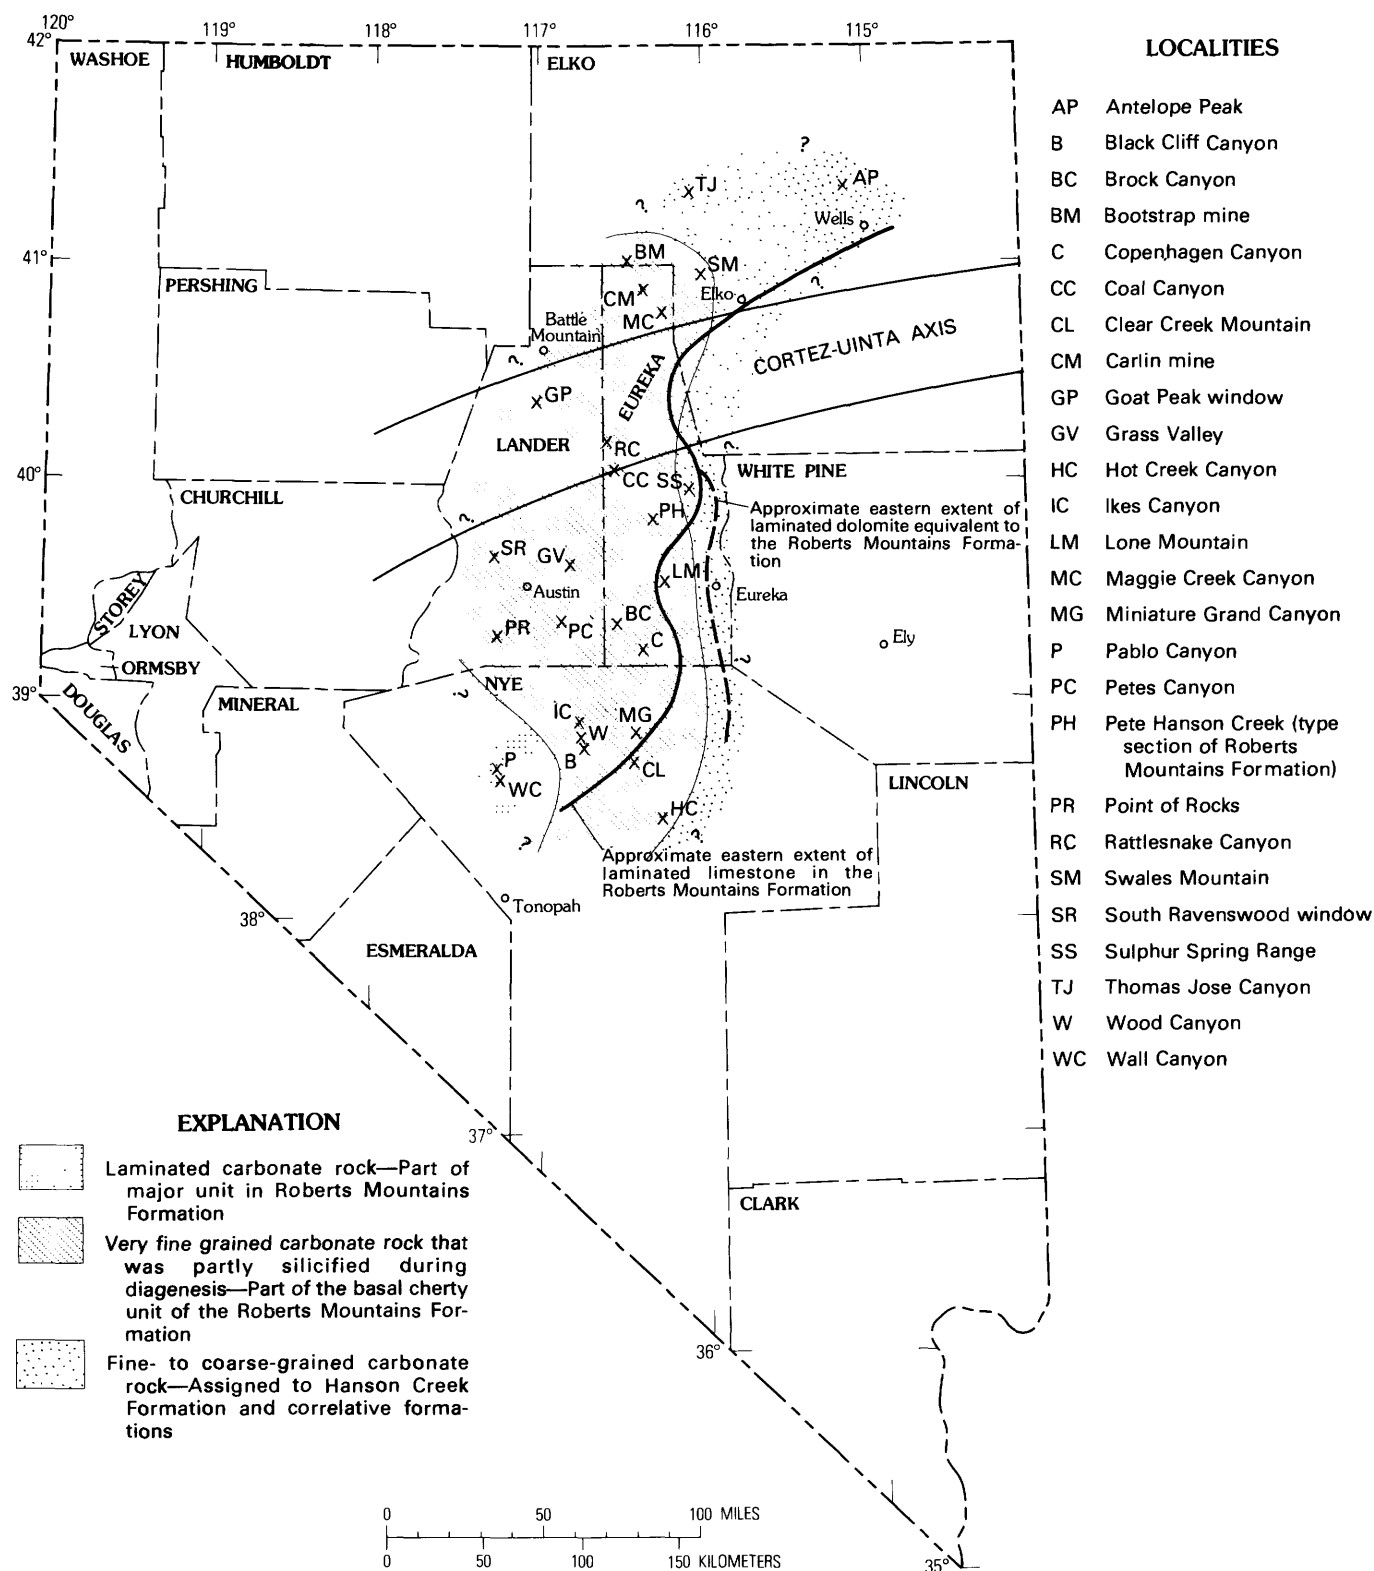 120°
119°
118°
117°
116°
115°
42°
WASHOE
HUMBOLDT
ELKO
?
TJ
AP
?
Wells
41°
BM
SM
?
PERSHING
CM
Elko
MC
Battle
Mountain
?
CORTEZ-UINTA AXIS
EUREKA
GP
LANDER
RC
?
40°
CC
SS
WHITE PINE
CHURCHILL
PH
Approximate eastern extent of
laminated dolomite equivalent to
the Roberts Mountains Forma-
tion
?
SR
GV
LM
Austin
Eureka
STOREY
BC
LYON
PR
PC
C
Ely
ORMSBY
?
39°
DOUGLAS
MINERAL
NYE
?
IC
MG
W
P
B
CL
WC
LINCOLN
HC
?
?
Approximate eastern extent of
laminated limestone in the
Roberts Mountains Formation
Tonopah
38°
ESMERALDA
37°
CLARK
36°
35°
LOCALITIES
AP Antelope Peak
B Black Cliff Canyon
BC Brock Canyon
BM Bootstrap mine
C Copenhagen Canyon
CC Coal Canyon
CL Clear Creek Mountain
CM Carlin mine
GP Goat Peak window
GV Grass Valley
HC Hot Creek Canyon
IC Ikes Canyon
LM Lone Mountain
MC Maggie Creek Canyon
MG Miniature Grand Canyon
P Pablo Canyon
PC Petes Canyon
PH Pete Hanson Creek (type
section of Roberts
Mountains Formation)
PR Point of Rocks
RC Rattlesnake Canyon
SM Swales Mountain
SR South Ravenswood window
SS Sulphur Spring Range
TJ Thomas Jose Canyon
W Wood Canyon
WC Wall Canyon
EXPLANATION
Laminated carbonate rock—Part of
major unit in Roberts Mountains
Formation
Very fine grained carbonate rock that
was partly silicified during
diagenesis—Part of the basal cherty
unit of the Roberts Mountains For-
mation
Fine- to coarse-grained carbonate
rock—Assigned to Hanson Creek
Formation and correlative forma-
tions
0 50 100 MILES
0 50 100 150 KILOMETERS